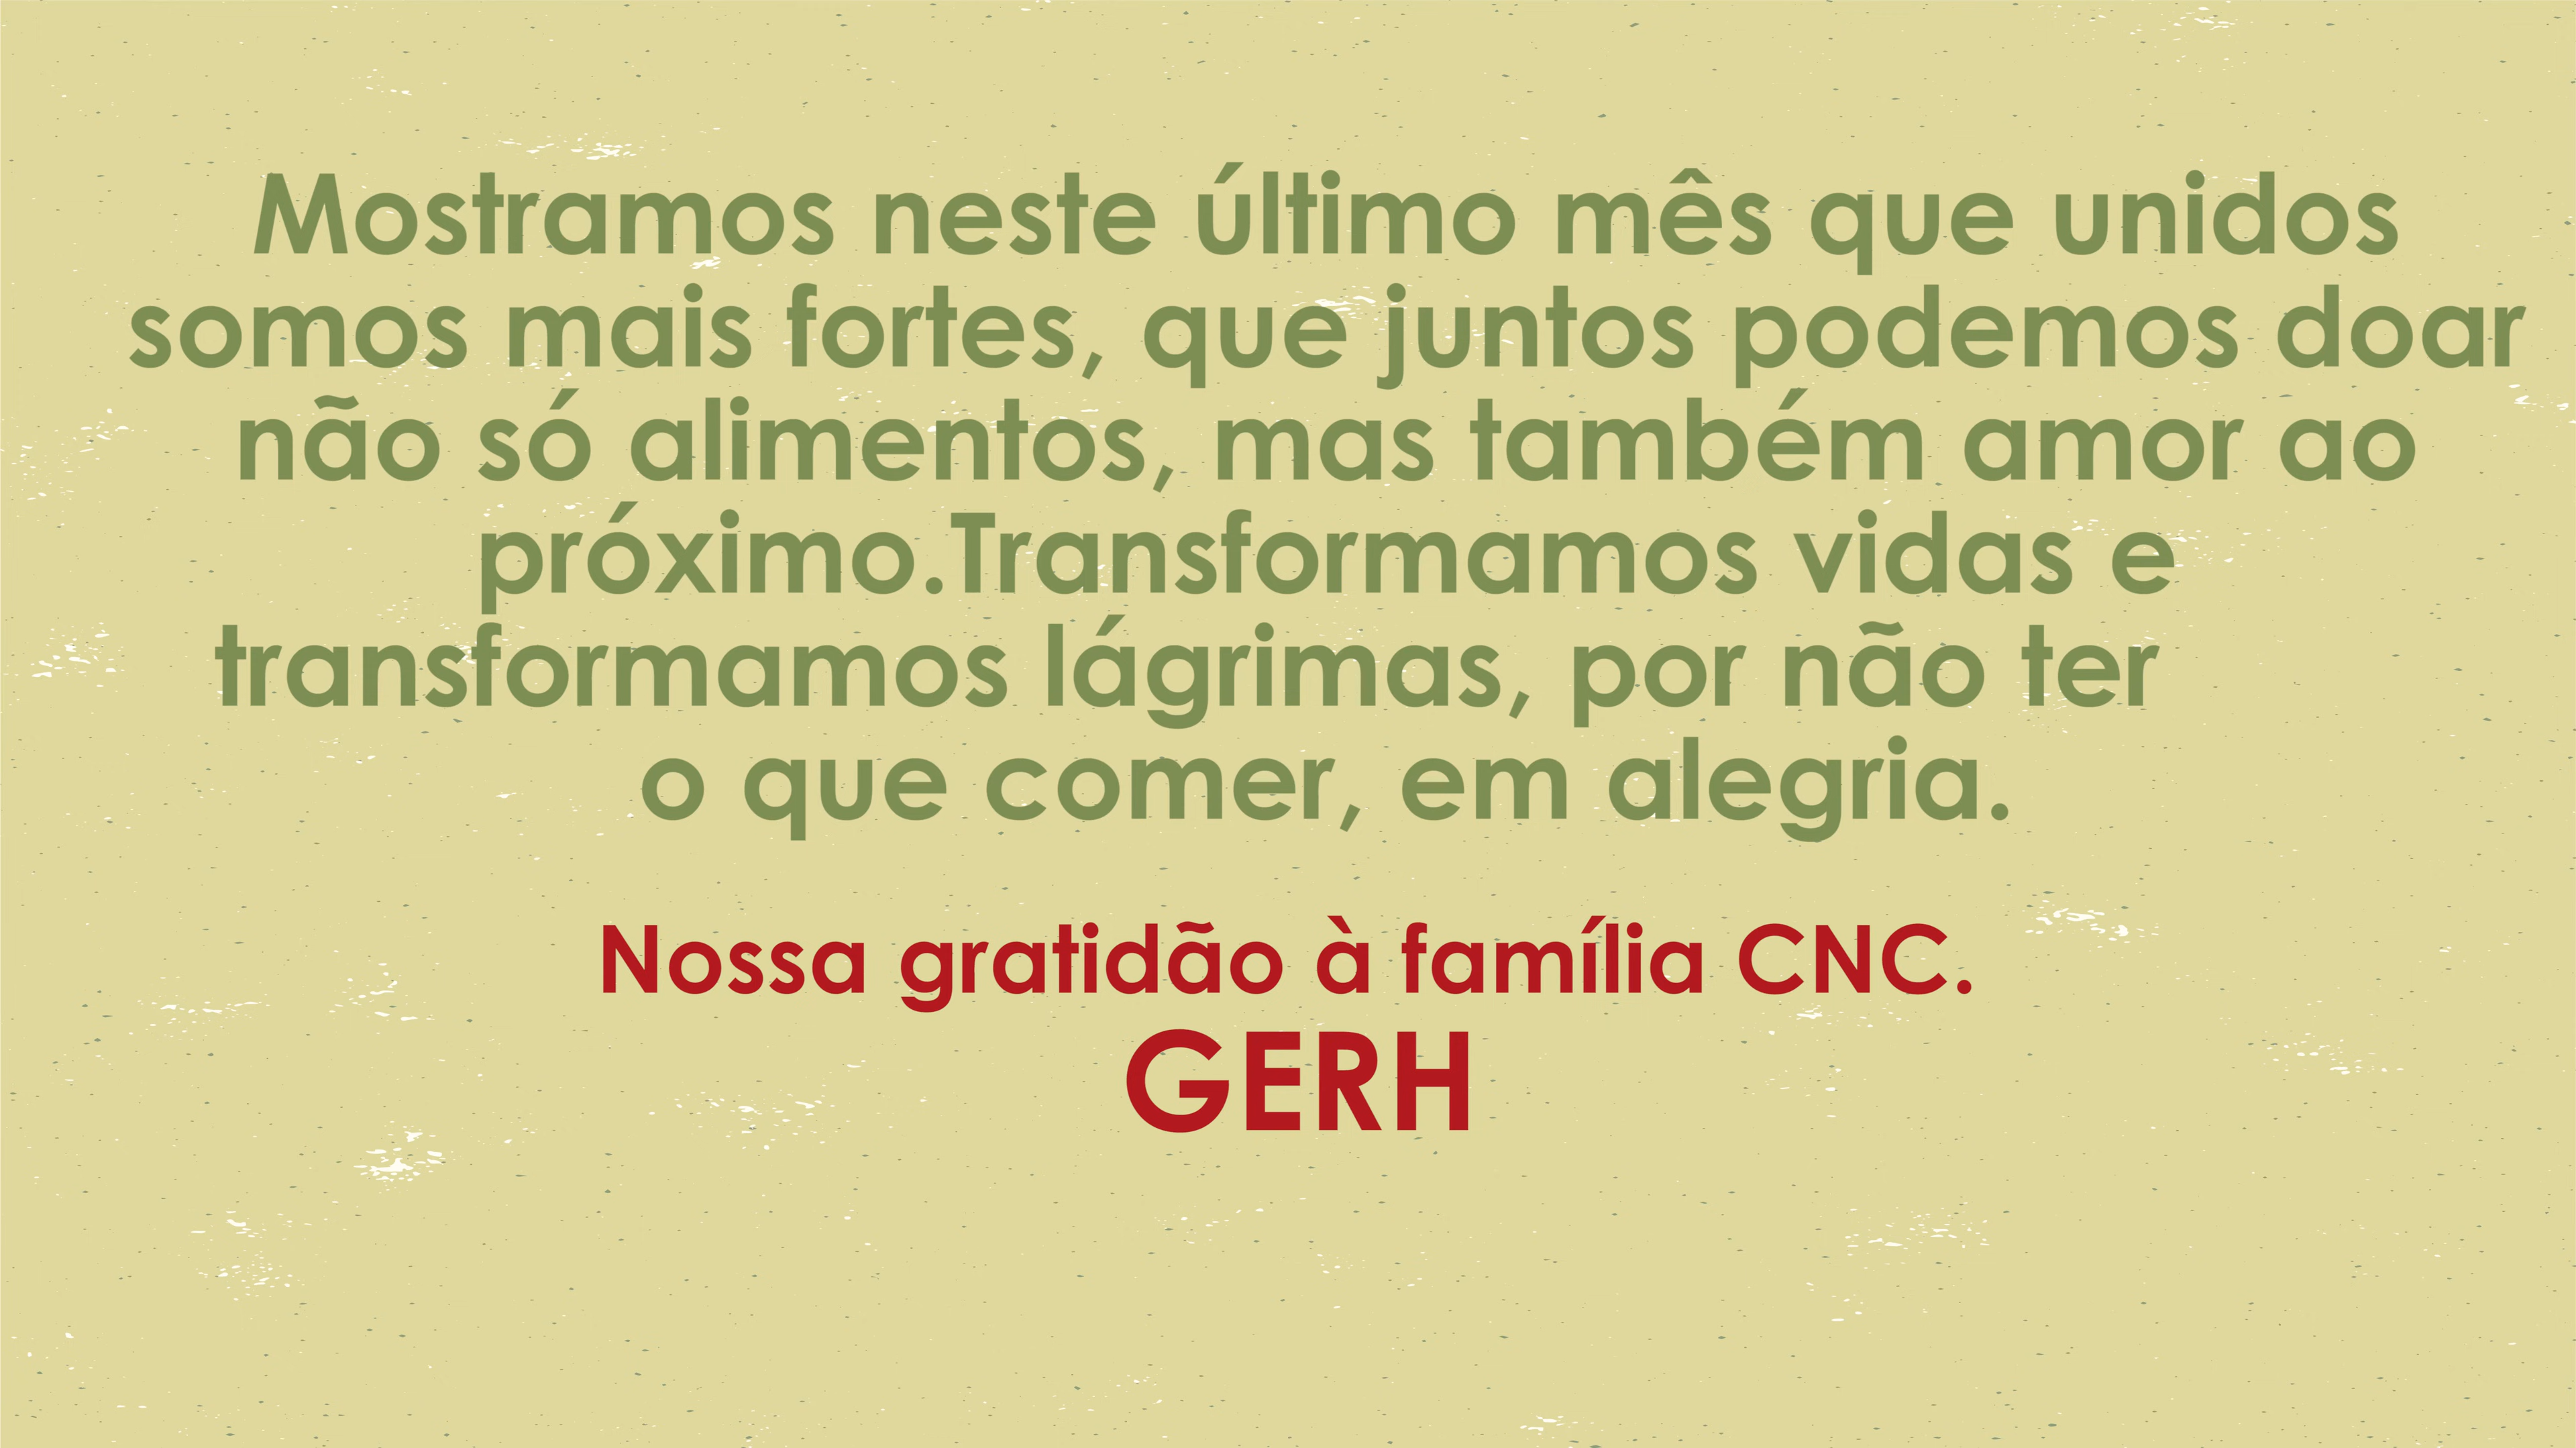 Mostramos neste último mês que unidos
somos mais fortes, que juntos podemos doar
não só alimentos, mas também amor ao
próximo.Transformamos vidas e
transformamos lágrimas, por não ter
o que comer, em alegria.
Nossa gratidão à família CNC.
GERH